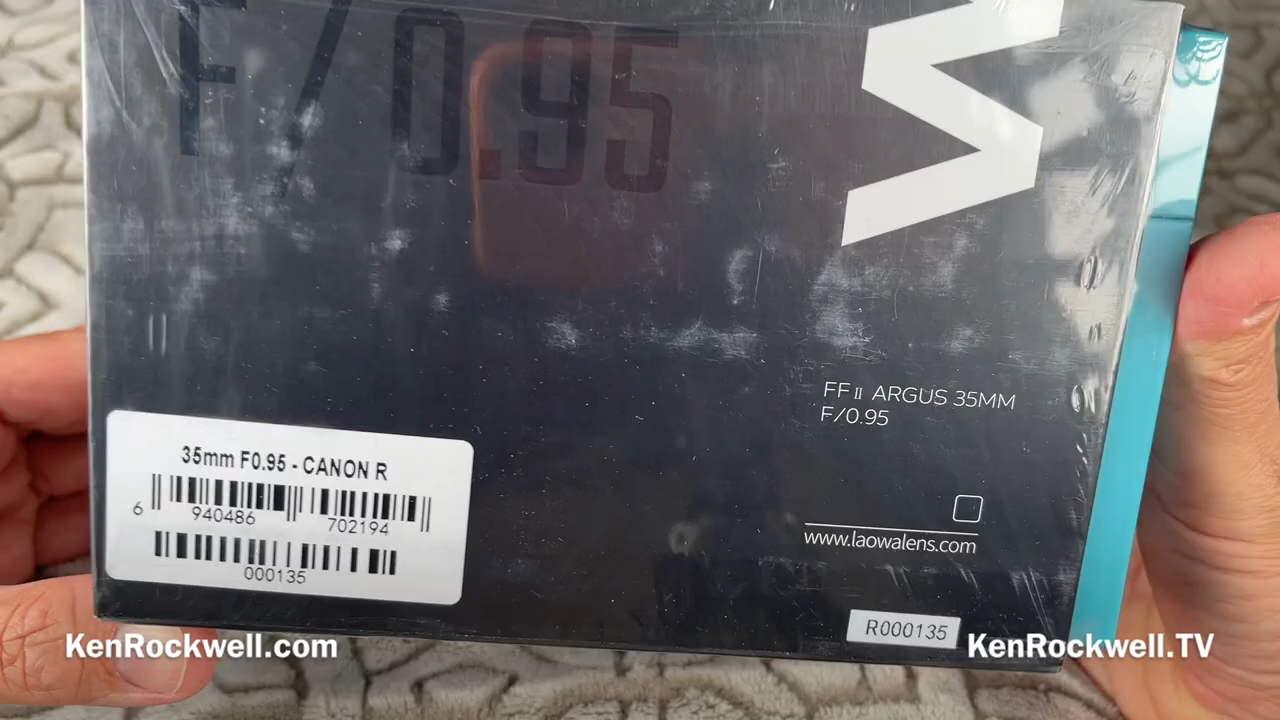 F/0.95
W
FF II ARGUS 35MM
F/0.95
35mm F0.95 - CANON R
6 940486 702194
000135
www.laowalens.com
R000135
KenRockwell.com
KenRockwell.TV